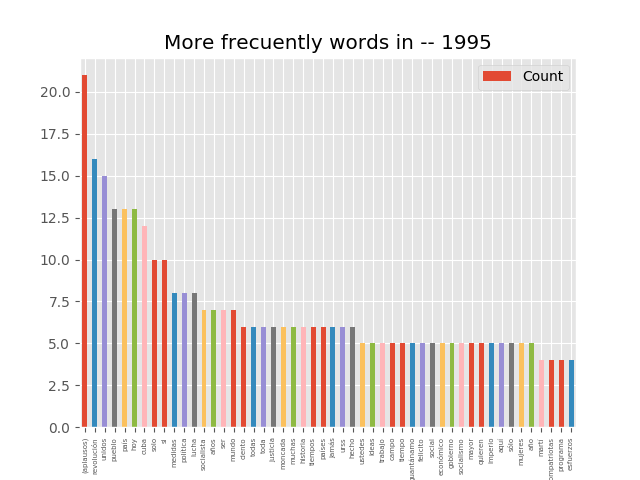 More frecuently words in -- 1995
Count
20.0
17.5
15.0
12.5
10.0
7.5
5.0
2.5
0.0
(aplausos)
revolución
unidos
pueblo
país
hoy
cuba
solo
si
medidas
política
lucha
socialista
años
ser
mundo
ciento
todas
toda
justicia
moncada
muchas
historia
tiempos
países
jamás
urss
hecho
ustedes
ideas
trabajo
campo
tiempo
guantánamo
felicito
social
económico
gobierno
socialismo
mayor
quieren
imperio
aquí
sólo
mujeres
año
martí
ompatriotas
programa
esfuerzos